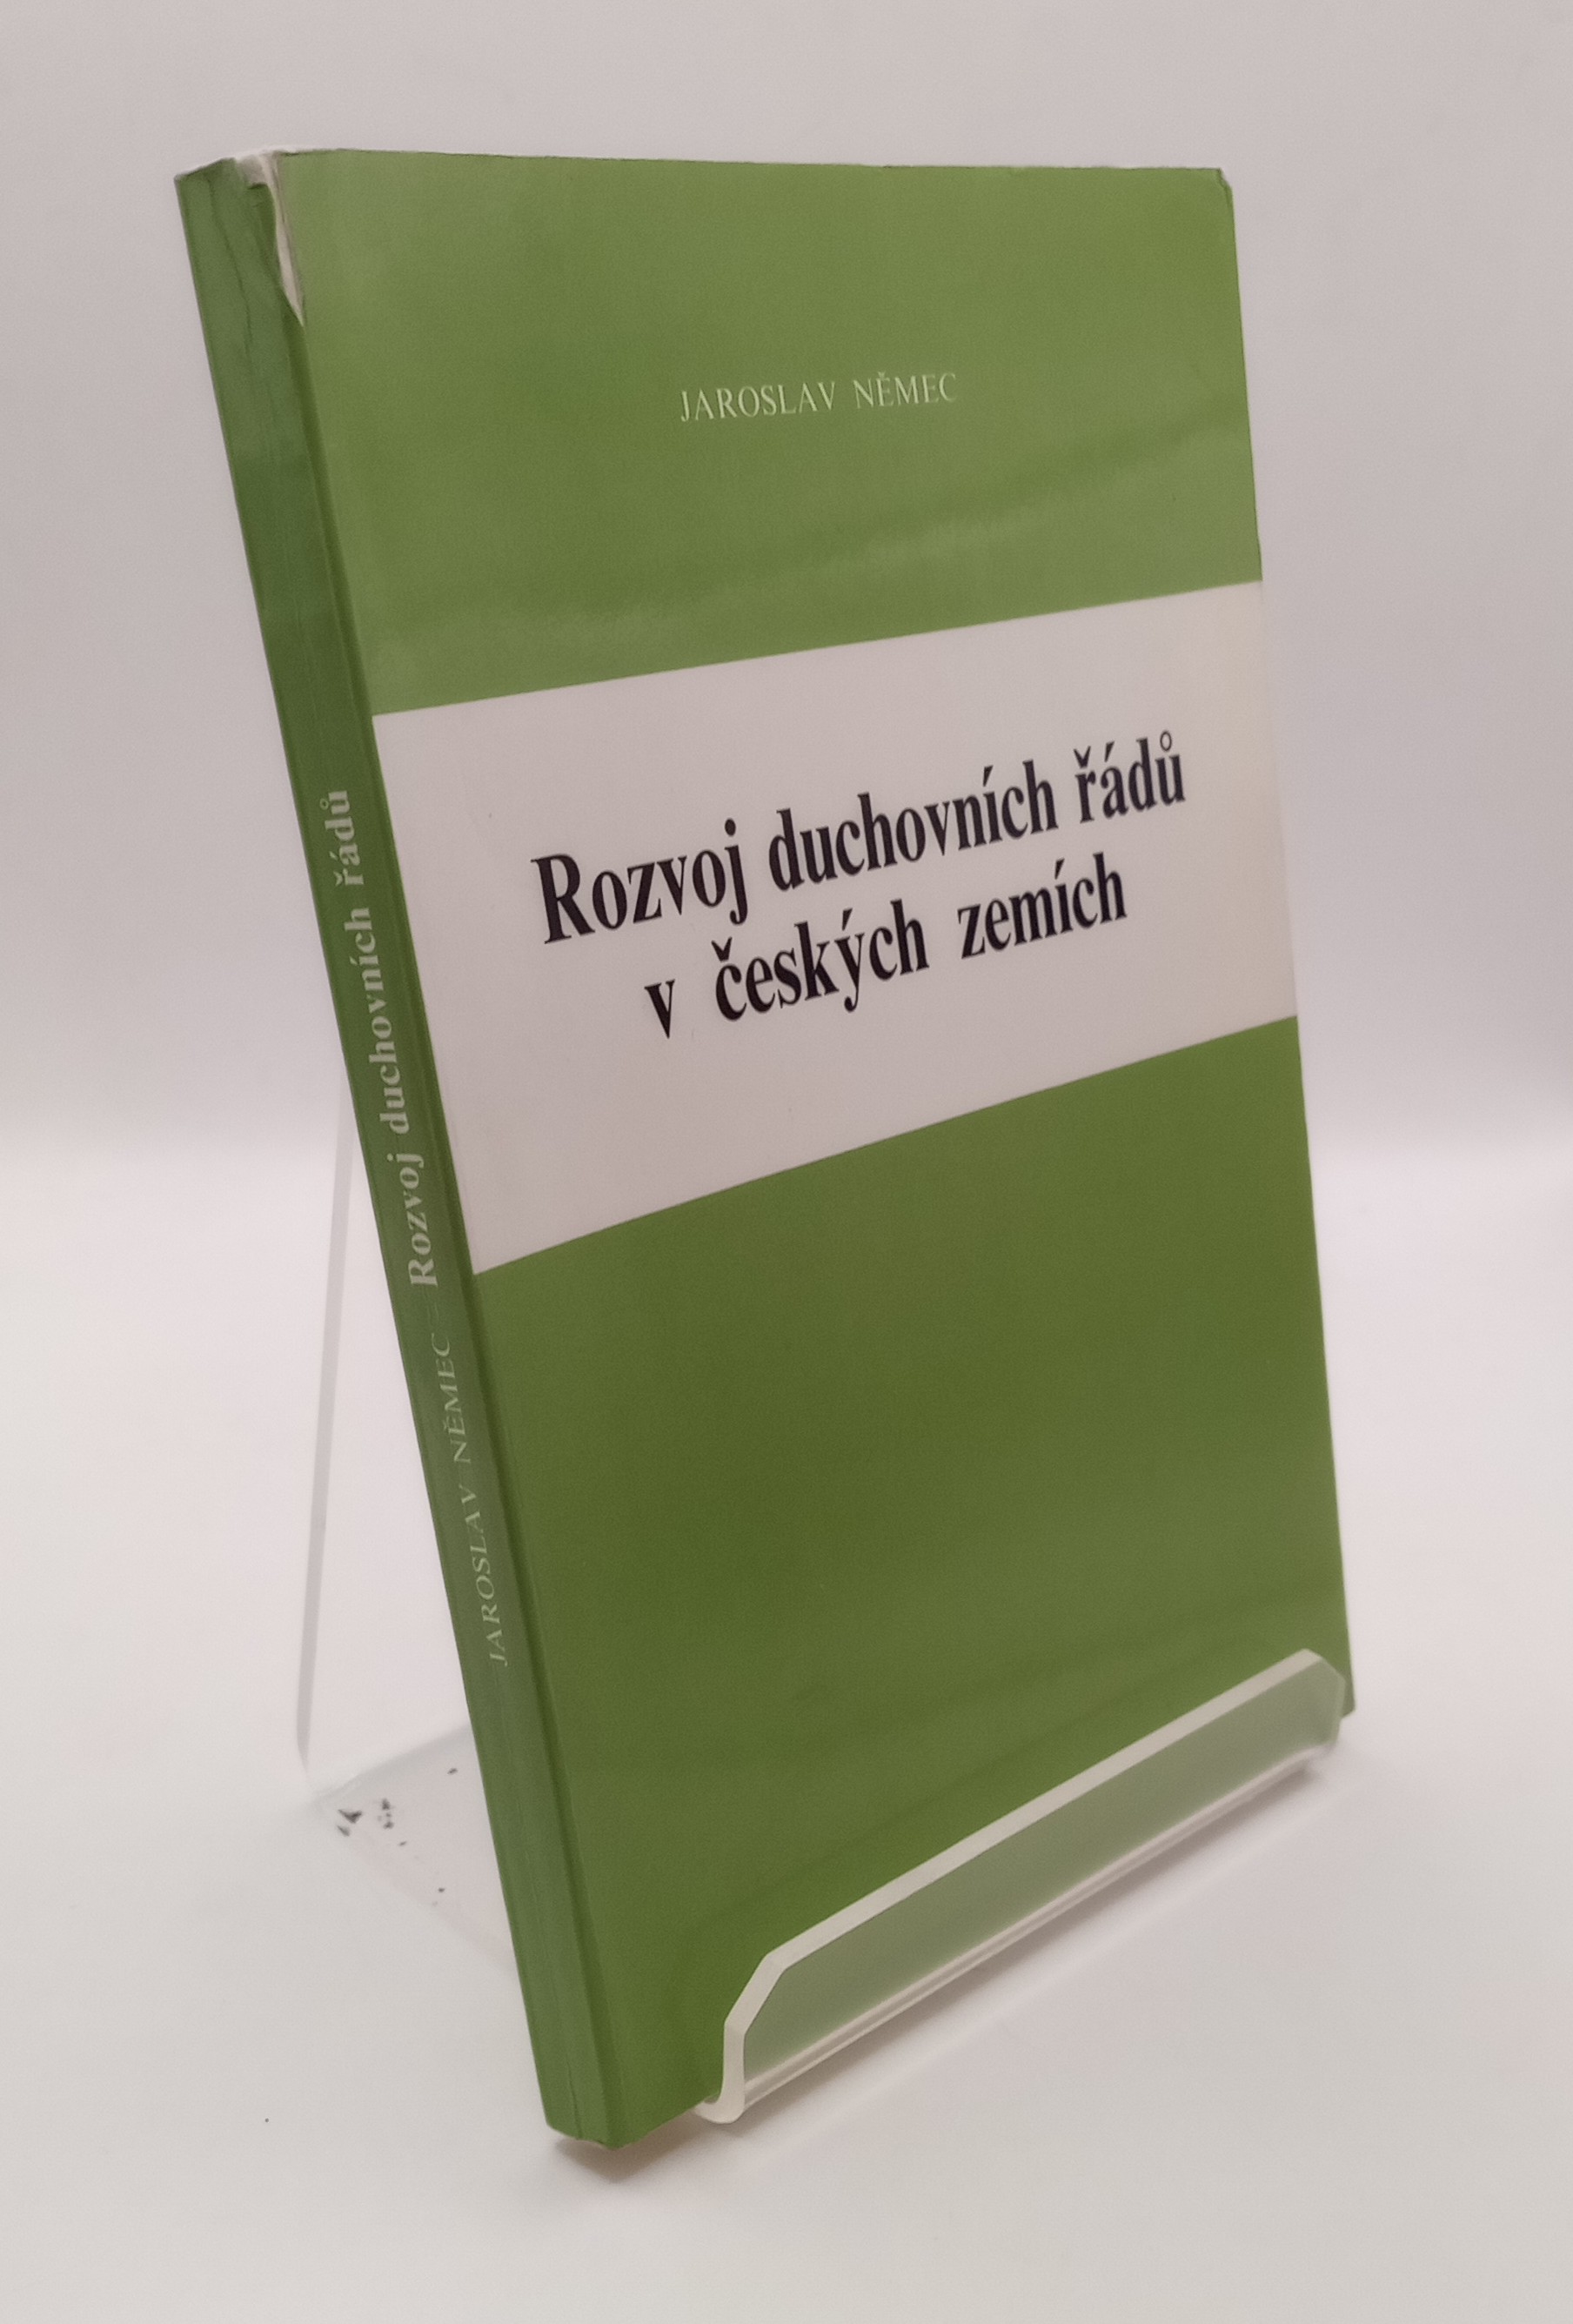 JAROSLAV NĚMEC
Rozvoj duchovních řádů
v českých zemích
JAROSLAV NĚMEC – Rozvoj duchovních řádů